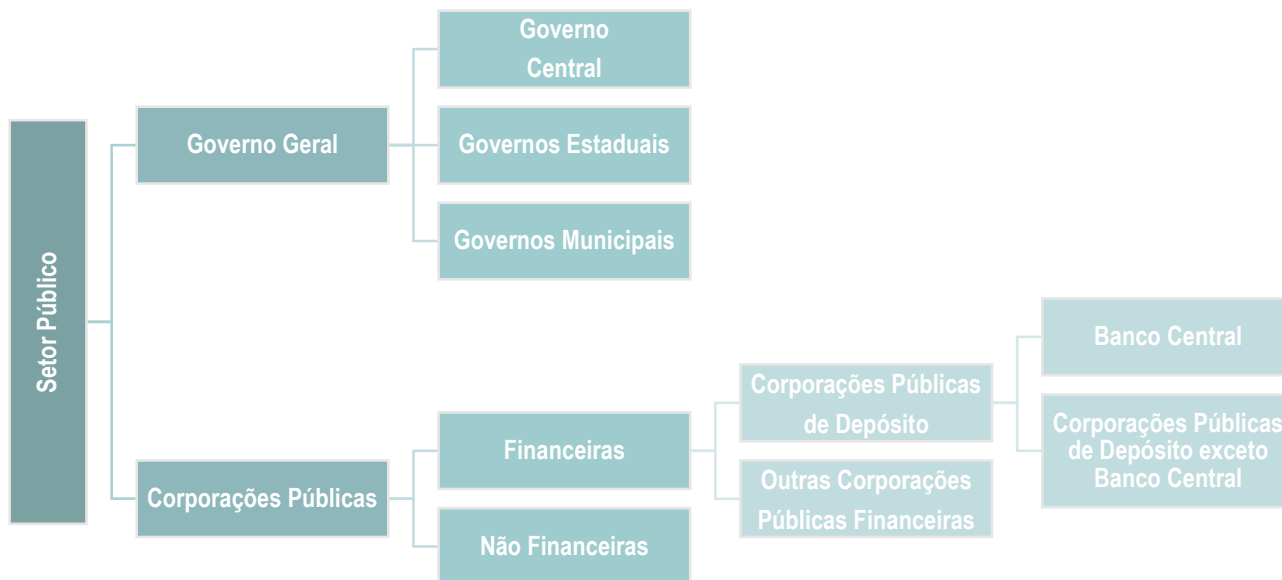 Setor Público
Governo Geral
Governo
Central
Governos Estaduais
Governos Municipais
Corporações Públicas
Financeiras
Corporações Públicas
de Depósito
Banco Central
Corporações Públicas
de Depósito exceto
Banco Central
Outras Corporações
Públicas Financeiras
Não Financeiras